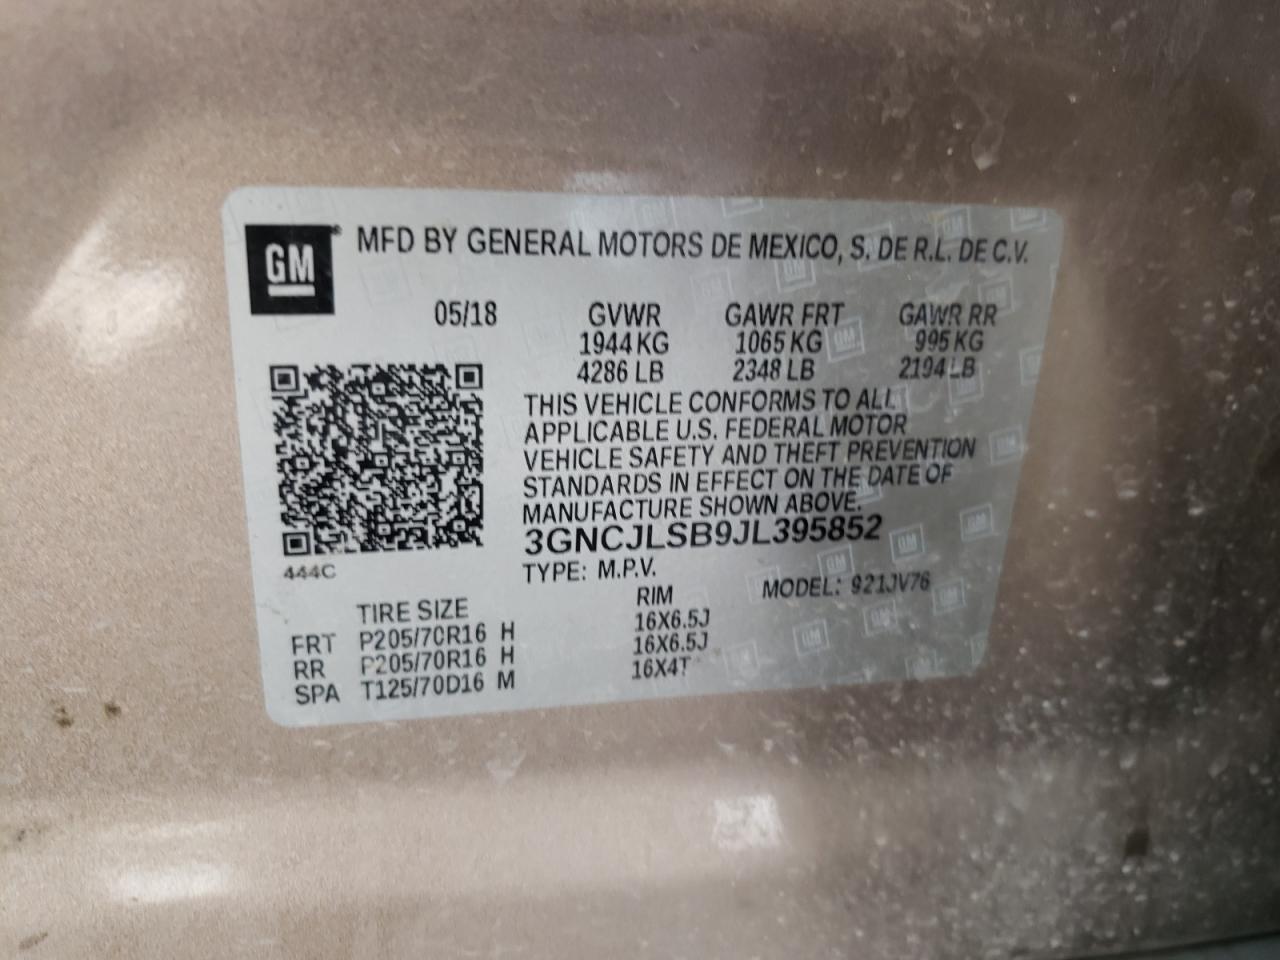 GM ® MFD BY GENERAL MOTORS DE MEXICO, S. DE R.L. DE C.V.
05/18 GVWR GAWR FRT GAWR RR
1944 KG 1065 KG 995 KG
4286 LB 2348 LB 2194 LB
THIS VEHICLE CONFORMS TO ALL
APPLICABLE U.S. FEDERAL MOTOR
VEHICLE SAFETY AND THEFT PREVENTION
STANDARDS IN EFFECT ON THE DATE OF
MANUFACTURE SHOWN ABOVE.
3GNCJLSB9JL395852
444C
TYPE: M.P.V. MODEL: 921JV76
TIRE SIZE RIM
FRT P205/70R16 H 16X6.5J
RR P205/70R16 H 16X6.5J
SPA T125/70D16 M 16X4T